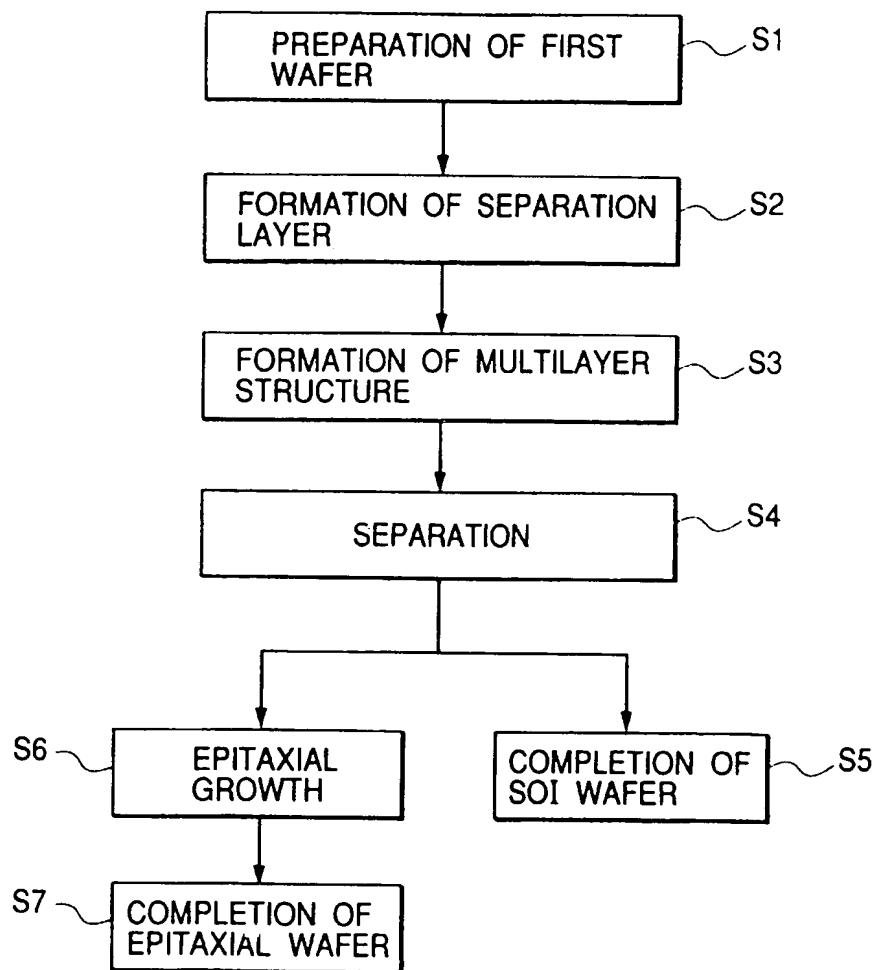 PREPARATION OF FIRST
WAFER
S1
FORMATION OF SEPARATION
LAYER
S2
FORMATION OF MULTILAYER
STRUCTURE
S3
SEPARATION
S4
S6
EPITAXIAL
GROWTH
COMPLETION OF
SOI WAFER
S5
S7
COMPLETION OF
EPITAXIAL WAFER